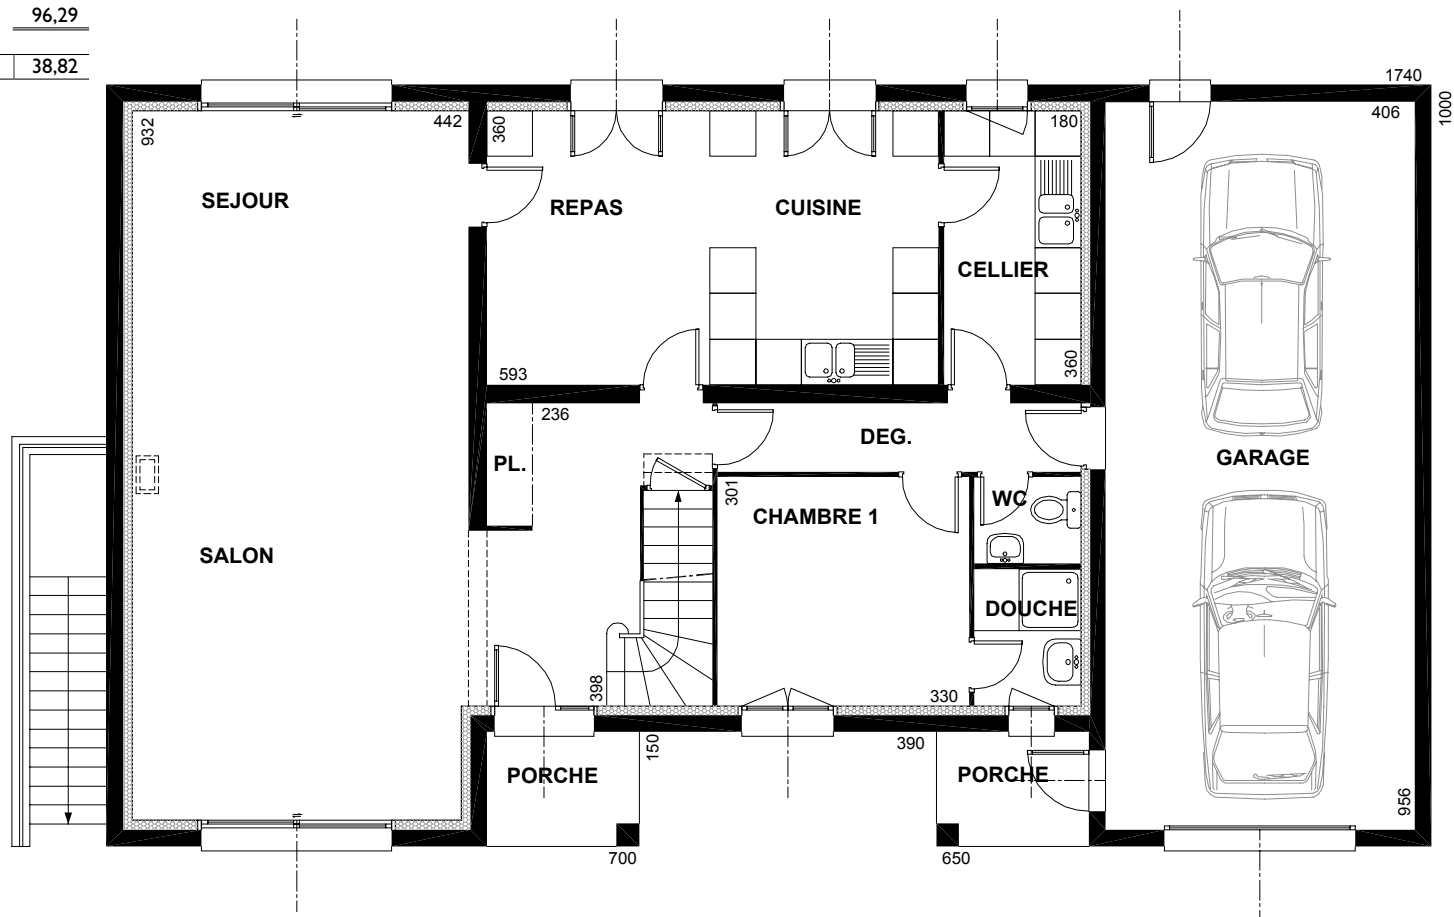 96,29
38,82
1740
1000
932
442
360
180
406
SEJOUR
REPAS
CUISINE
CELLIER
593
360
236
DEG.
PL.
GARAGE
301
WC
CHAMBRE 1
SALON
DOUCHE
398
330
150
390
PORCHE
PORCHE
956
700
650